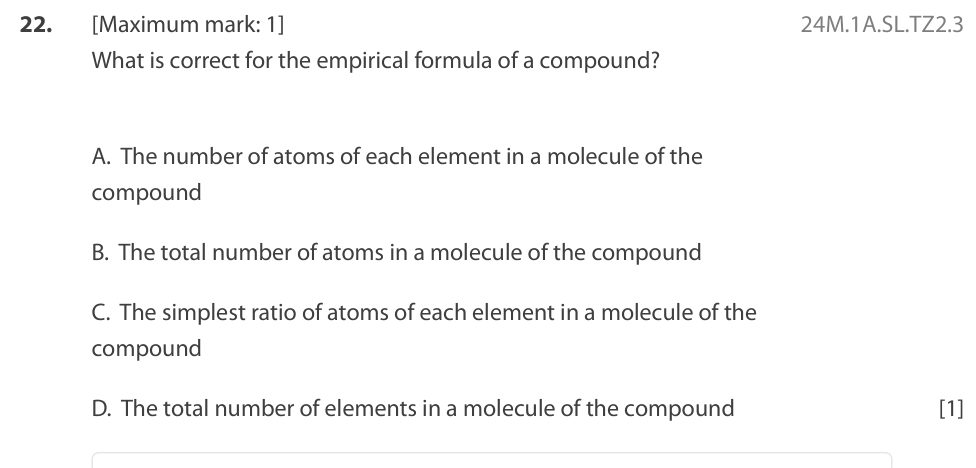 22. [Maximum mark: 1] 24M.1A.SL.TZ2.3
What is correct for the empirical formula of a compound?
A. The number of atoms of each element in a molecule of the
compound
B. The total number of atoms in a molecule of the compound
C. The simplest ratio of atoms of each element in a molecule of the
compound
D. The total number of elements in a molecule of the compound [1]